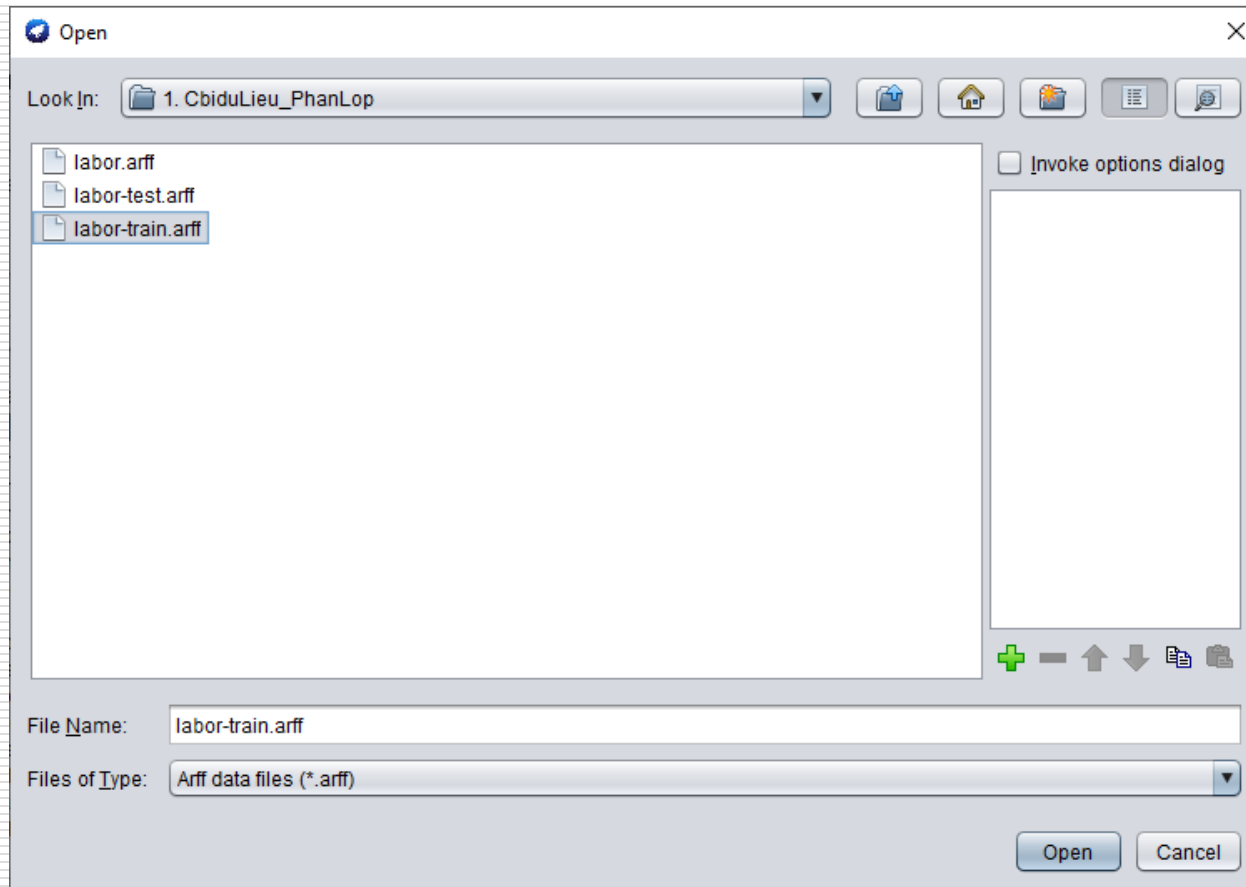 Open
Look In: 1. CbiduLieu_PhanLop
labor.arff
labor-test.arff
labor-train.arff
Invoke options dialog
File Name: labor-train.arff
Files of Type: Arff data files (*.arff)
Open Cancel